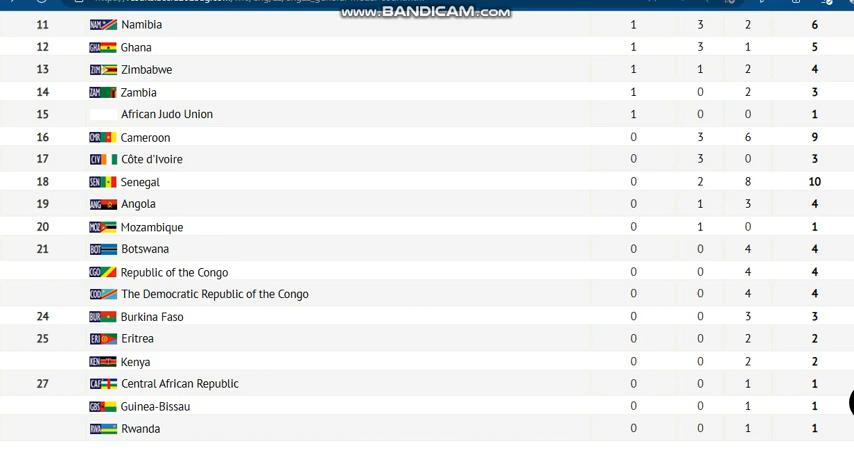 www.BANDICAM.com
11 NAM Namibia 1 3 2 6
12 GHA Ghana 1 3 1 5
13 ZIM Zimbabwe 1 1 2 4
14 ZAM Zambia 1 0 2 3
15 African Judo Union 1 0 0 1
16 CMR Cameroon 0 3 6 9
17 CIV Côte d'Ivoire 0 3 0 3
18 SEN Senegal 0 2 8 10
19 ANG Angola 0 1 3 4
20 MOZ Mozambique 0 1 0 1
21 BOT Botswana 0 0 4 4
CGO Republic of the Congo 0 0 4 4
COD The Democratic Republic of the Congo 0 0 4 4
24 BUR Burkina Faso 0 0 3 3
25 ERI Eritrea 0 0 2 2
KEN Kenya 0 0 2 2
27 CAF Central African Republic 0 0 1 1
GBS Guinea-Bissau 0 0 1 1
RWA Rwanda 0 0 1 1